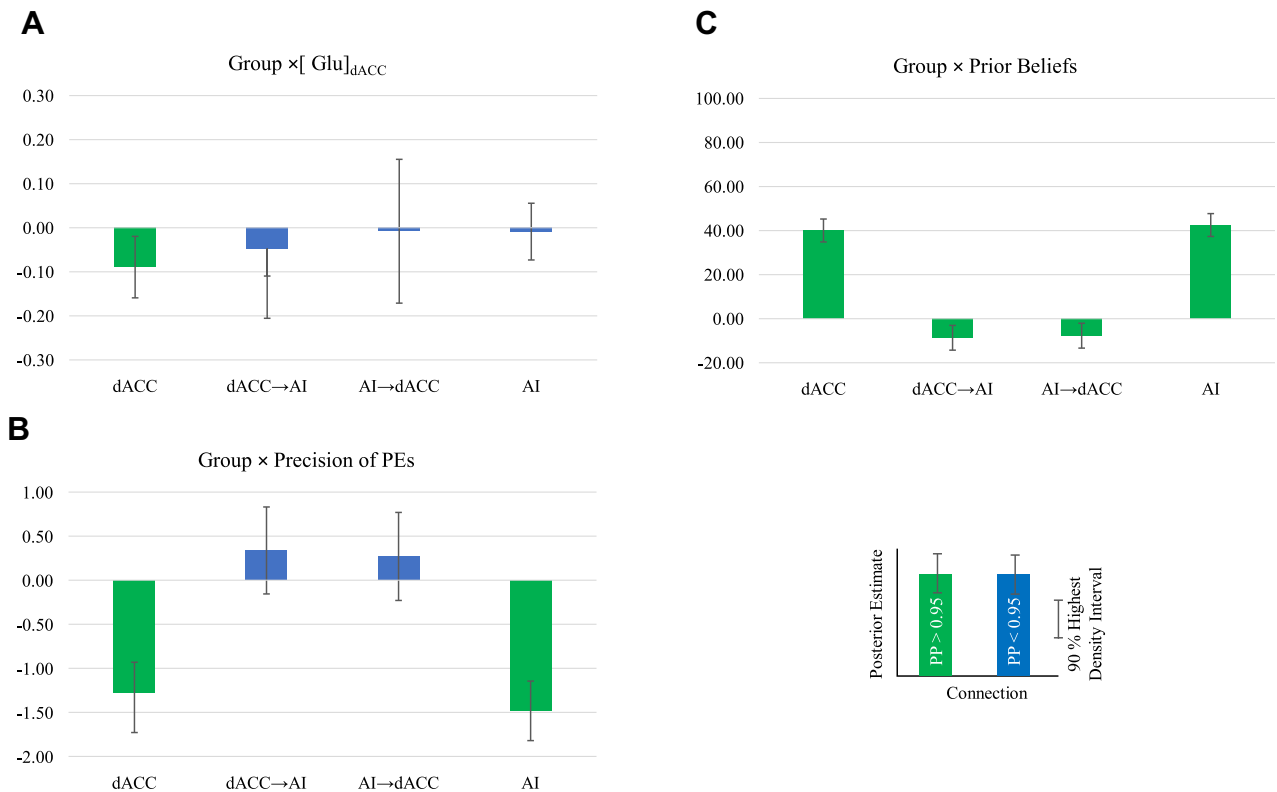 A
Group ×[ Glu]dACC
0.30
0.20
0.10
0.00
-0.10
-0.20
-0.30
dACC dACC→AI AI→dACC AI
B
Group × Precision of PEs
1.00
0.50
0.00
-0.50
-1.00
-1.50
-2.00
dACC dACC→AI AI→dACC AI
C
Group × Prior Beliefs
100.00
80.00
60.00
40.00
20.00
0.00
-20.00
dACC dACC→AI AI→dACC AI
Posterior Estimate
PP > 0.95
PP < 0.95
90 % Highest
Density Interval
Connection